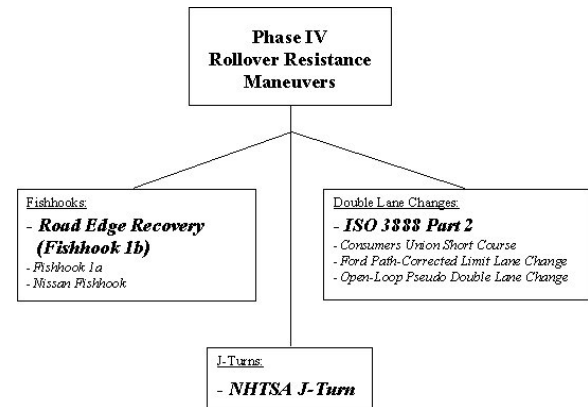 Phase IV
Rollover Resistance
Maneuvers
Fishhooks:
- Road Edge Recovery
(Fishhook 1b)
- Fishhook 1a
- Nissan Fishhook
Double Lane Changes:
- ISO 3888 Part 2
- Consumers Union Short Course
- Ford Path-Corrected Limit Lane Change
- Open-Loop Pseudo Double Lane Change
J-Turns:
- NHTSA J-Turn